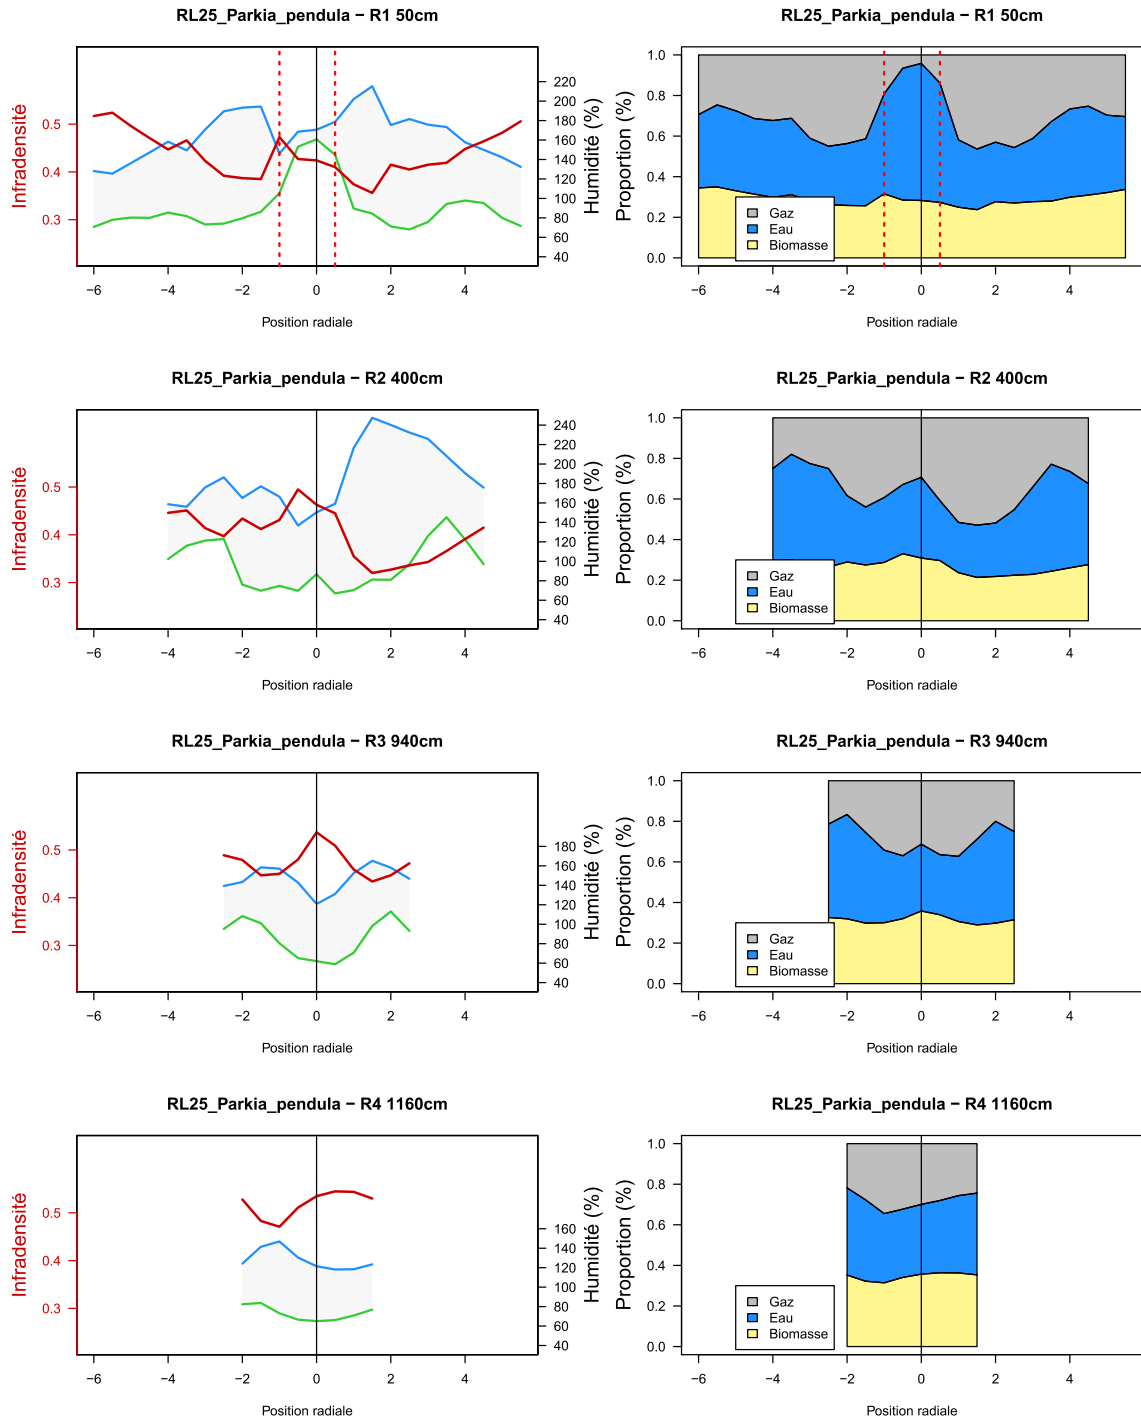 RL25_Parkia_pendula − R1 50cm
Infradensité
0.5
0.4
0.3
220
200
180
160
140
120
100
80
60
40
Humidité (%)
−6 −4 −2 0 2 4
Position radiale
RL25_Parkia_pendula − R1 50cm
Proportion (%)
1.0
0.8
0.6
0.4
0.2
0.0
Gaz
Eau
Biomasse
−6 −4 −2 0 2 4
Position radiale
RL25_Parkia_pendula − R2 400cm
Infradensité
0.5
0.4
0.3
240
220
200
180
160
140
120
100
80
60
40
Humidité (%)
−6 −4 −2 0 2 4
Position radiale
RL25_Parkia_pendula − R2 400cm
Proportion (%)
1.0
0.8
0.6
0.4
0.2
0.0
Gaz
Eau
Biomasse
−6 −4 −2 0 2 4
Position radiale
RL25_Parkia_pendula − R3 940cm
Infradensité
0.5
0.4
0.3
180
160
140
120
100
80
60
40
Humidité (%)
−6 −4 −2 0 2 4
Position radiale
RL25_Parkia_pendula − R3 940cm
Proportion (%)
1.0
0.8
0.6
0.4
0.2
0.0
Gaz
Eau
Biomasse
−6 −4 −2 0 2 4
Position radiale
RL25_Parkia_pendula − R4 1160cm
Infradensité
0.5
0.4
0.3
160
140
120
100
80
60
40
Humidité (%)
−6 −4 −2 0 2 4
Position radiale
RL25_Parkia_pendula − R4 1160cm
Proportion (%)
1.0
0.8
0.6
0.4
0.2
0.0
Gaz
Eau
Biomasse
−6 −4 −2 0 2 4
Position radiale